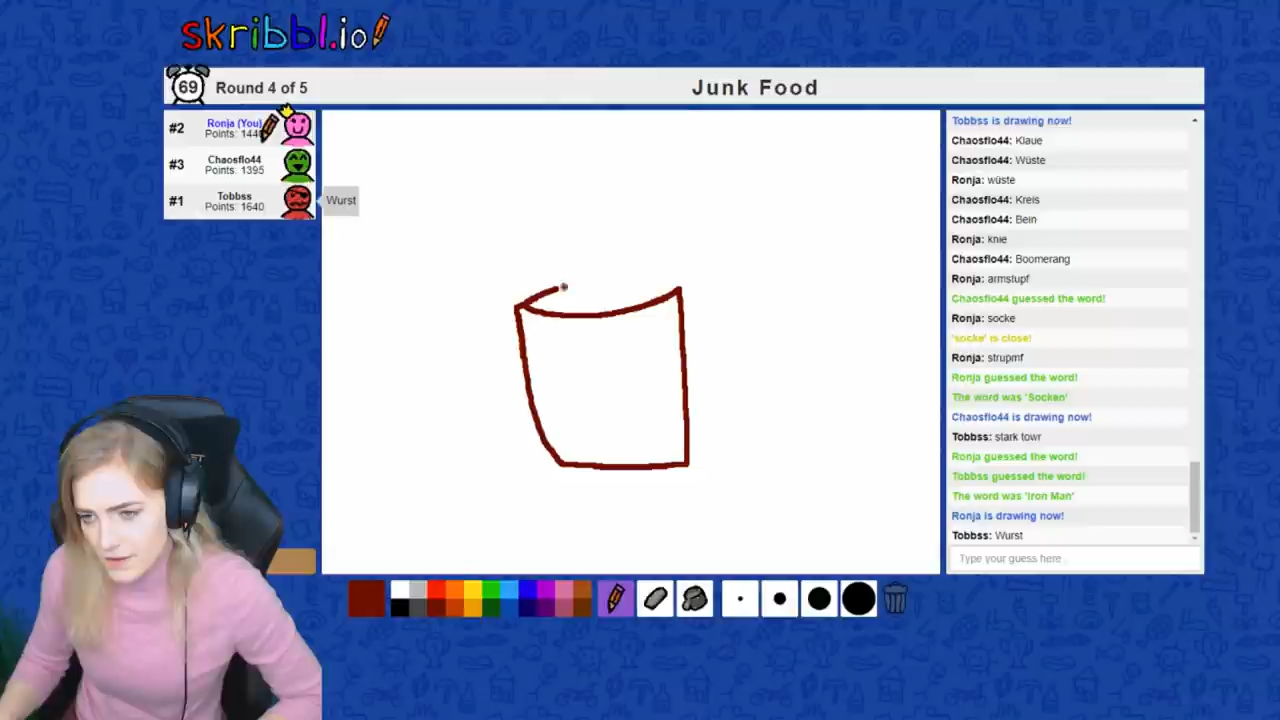 skribbl.io
69
Round 4 of 5
Junk Food
#2
Ronja (You)
#3
Chaosflo44
Points: 1395
#1
Tobbss
Points: 1640
Wurst
Tobbss is drawing now!
Chaosflo44: Klaue
Chaosflo44: Wüste
Ronja: wüste
Chaosflo44: Kreis
Chaosflo44: Bein
Ronja: knie
Chaosflo44: Boomerang
Ronja: armstupf
Chaosflo44 guessed the word!
Ronja: socke
'socke' is close!
Ronja: strupmf
Ronja guessed the word!
The word was 'Socken'
Chaosflo44 is drawing now!
Tobbss: stark towr
Ronja guessed the word!
Tobbss guessed the word!
The word was 'Iron Man'
Ronja is drawing now!
Tobbss: Wurst
Type your guess here